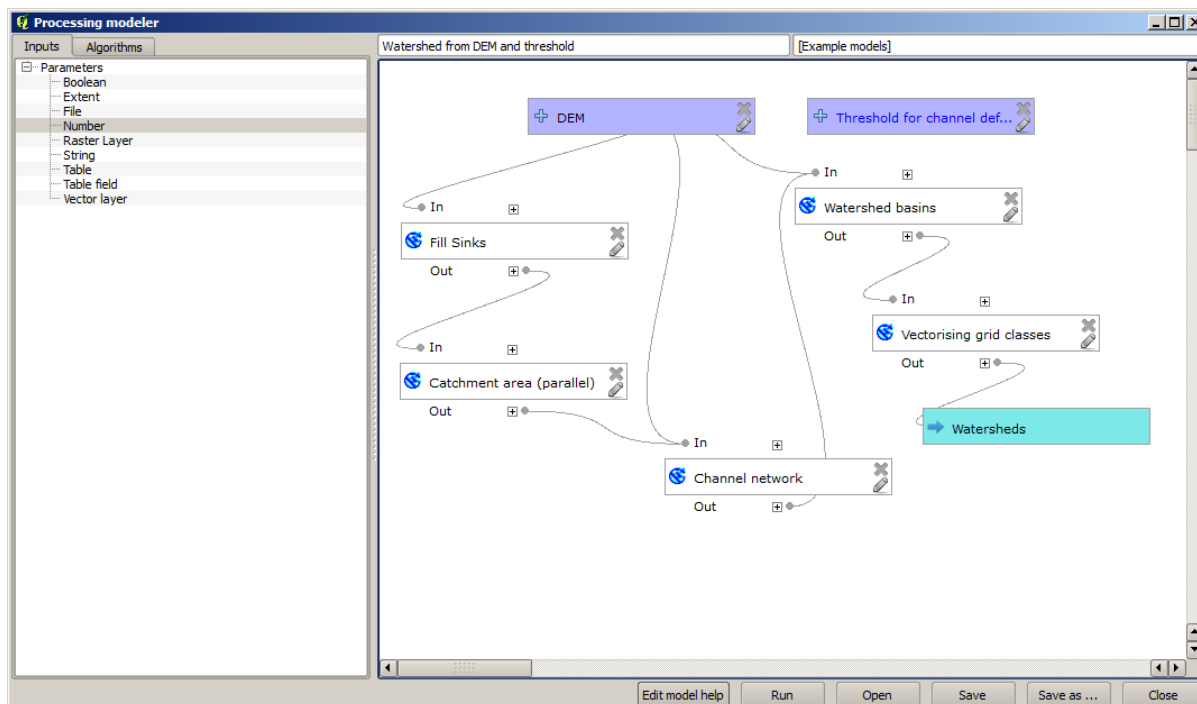 Processing modeler
Inputs
Algorithms
Parameters
Boolean
Extent
File
Number
Raster Layer
String
Table
Table field
Vector layer
Watershed from DEM and threshold
[Example models]
DEM
Threshold for channel def...
In
Watershed basins
Out
In
Fill Sinks
Out
In
Vectorising grid classes
Out
In
Catchment area (parallel)
Out
Watersheds
In
Channel network
Out
Edit model help
Run
Open
Save
Save as ...
Close